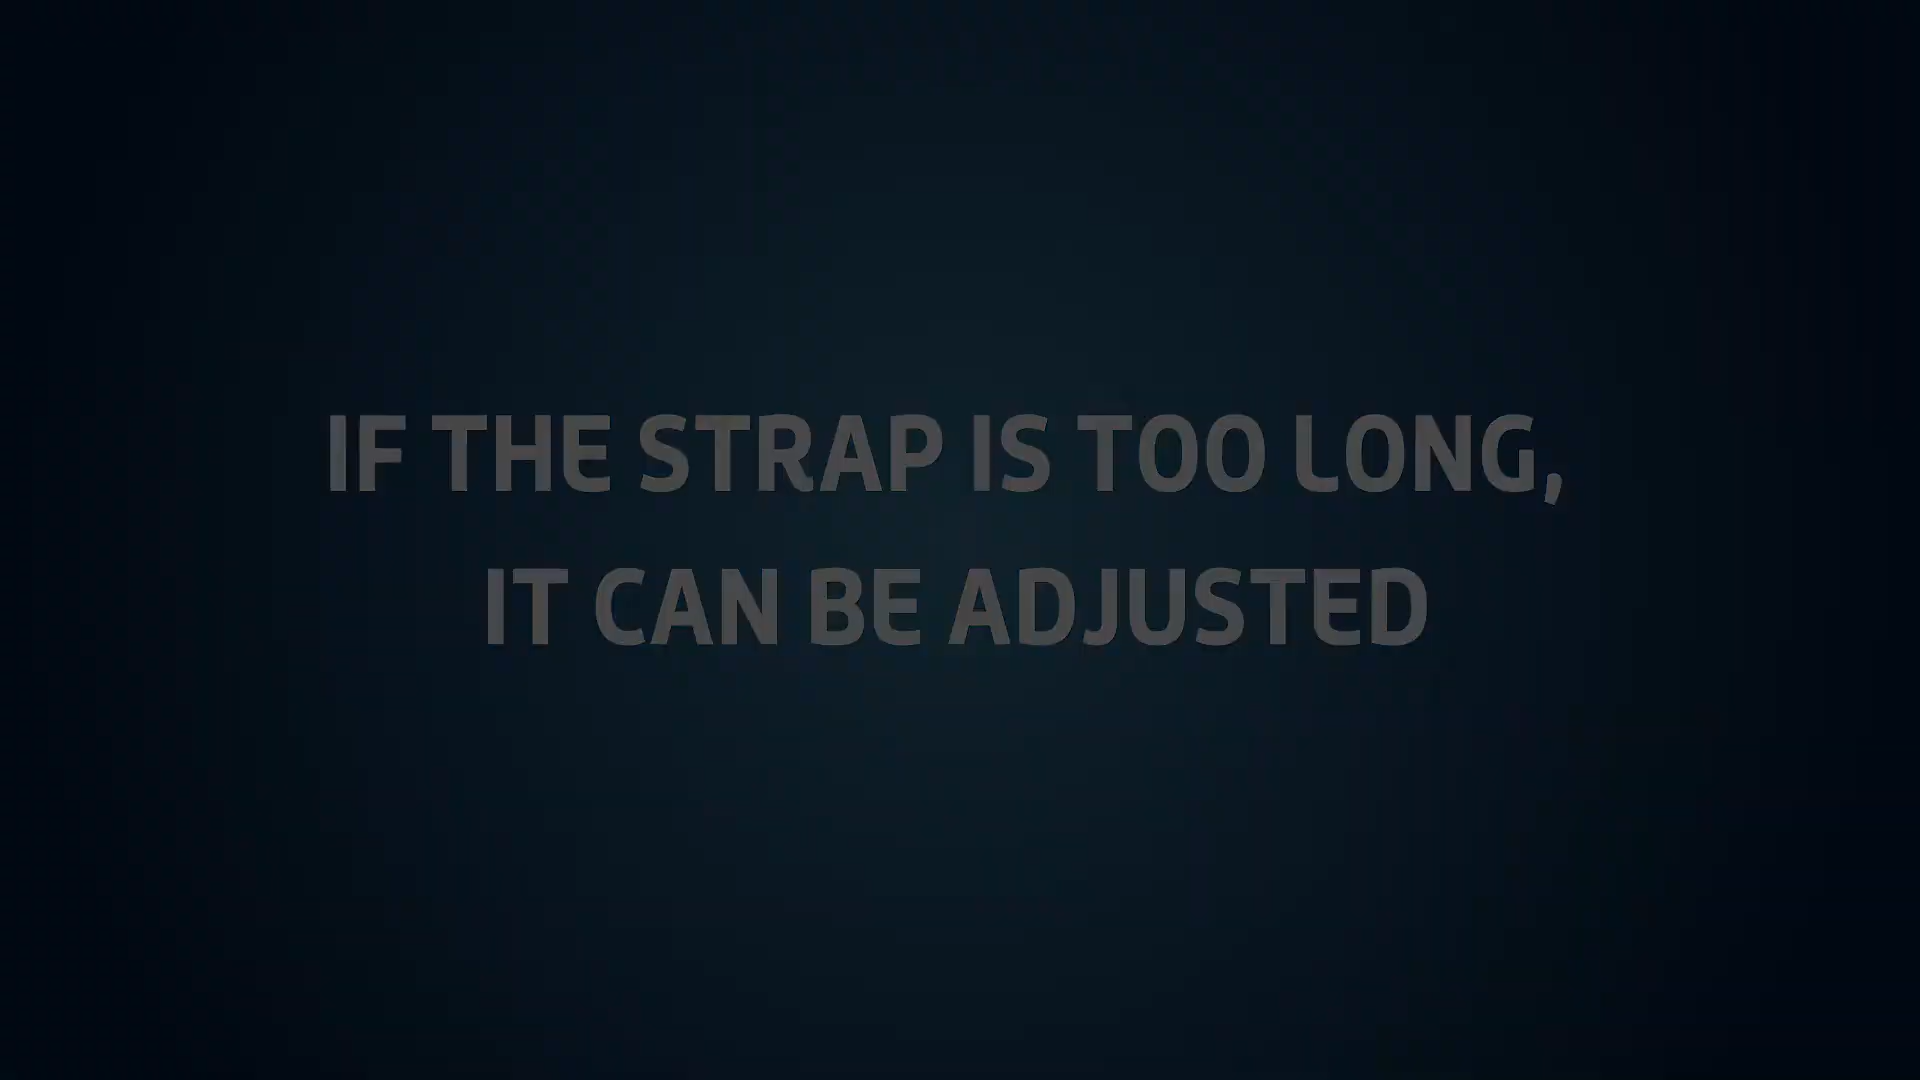 IF THE STRAP IS TOO LONG,
IT CAN BE ADJUSTED